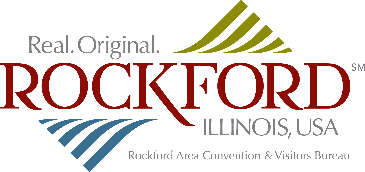 Real. Original.
ROCKFORD SM
ILLINOIS, USA
Rockford Area Convention & Visitors Bureau